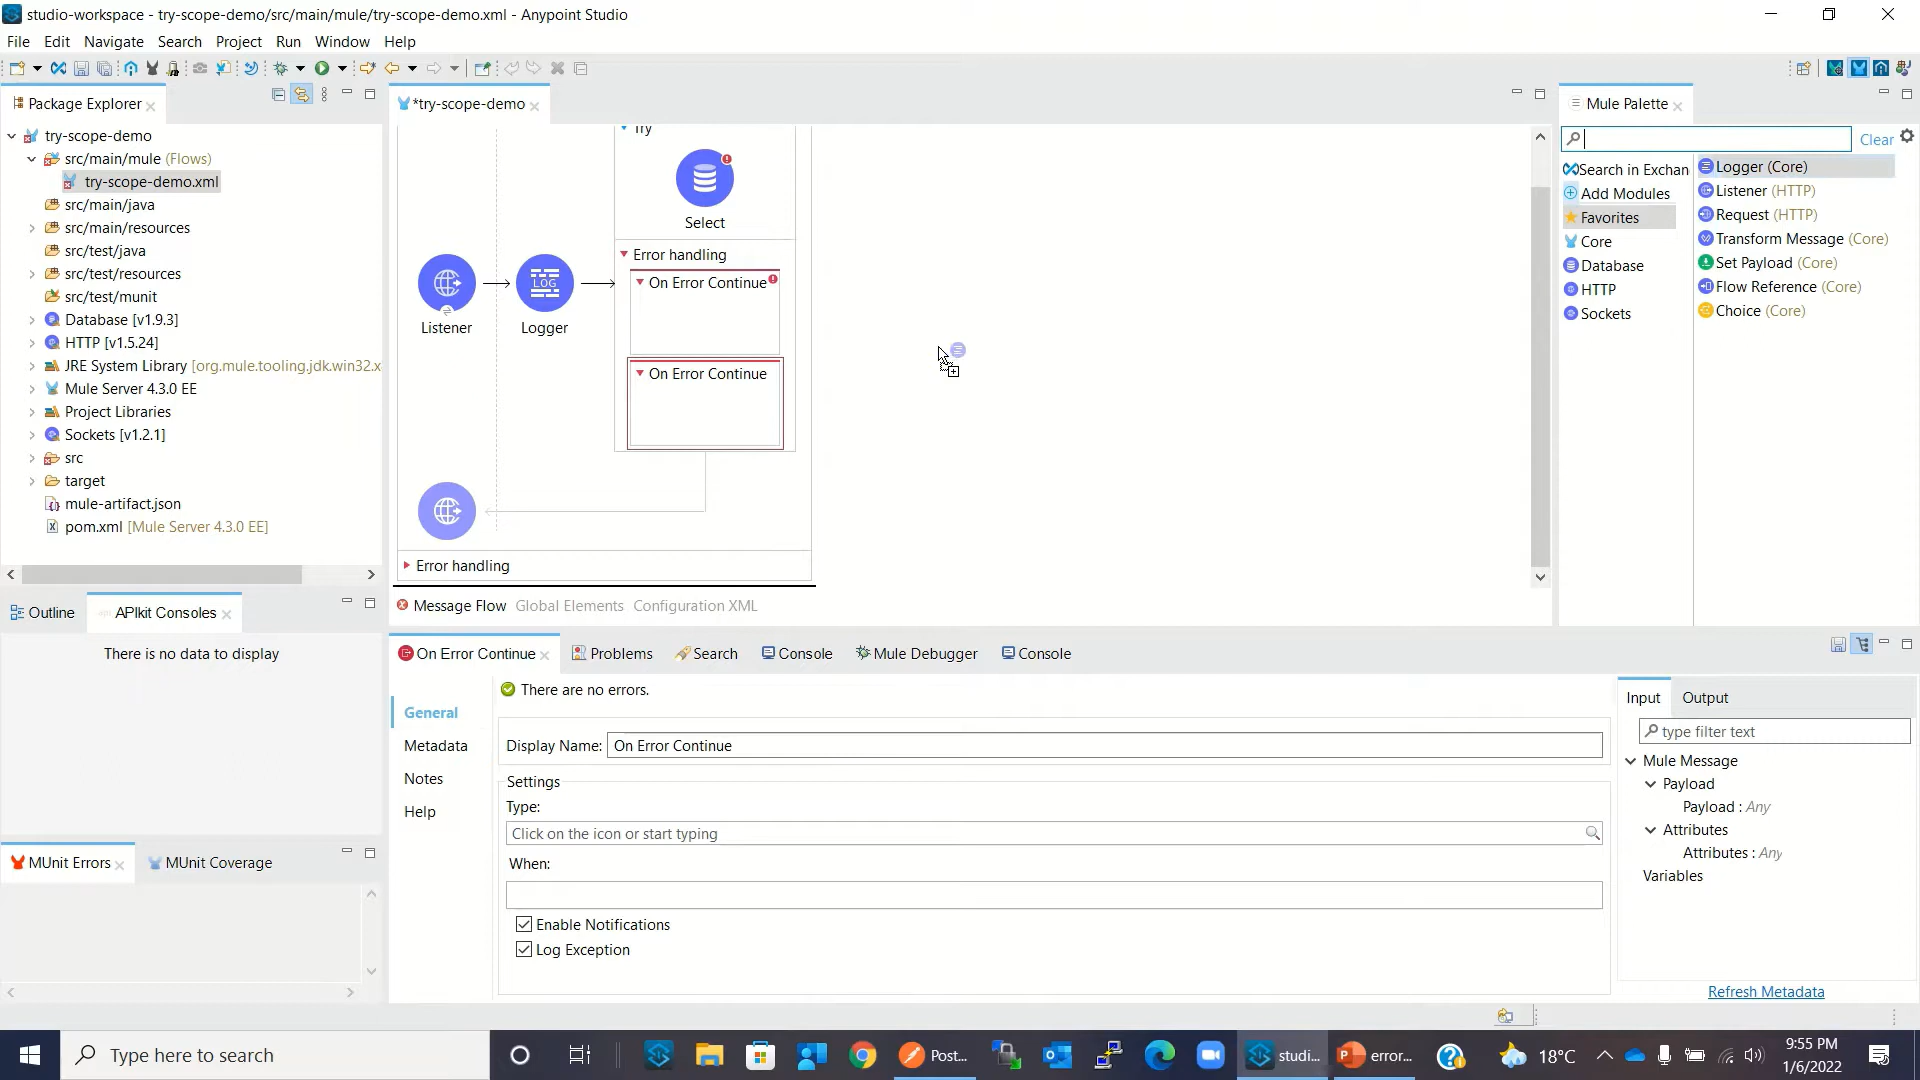 studio-workspace - try-scope-demo/src/main/mule/try-scope-demo.xml - Anypoint Studio
File Edit Navigate Search Project Run Window Help
Package Explorer
try-scope-demo
src/main/mule (Flows)
try-scope-demo.xml
src/main/java
src/main/resources
src/test/java
src/test/resources
src/test/munit
Database [v1.9.3]
HTTP [v1.5.24]
JRE System Library [org.mule.tooling.jdk.win32.x
Mule Server 4.3.0 EE
Project Libraries
Sockets [v1.2.1]
src
target
mule-artifact.json
pom.xml [Mule Server 4.3.0 EE]
Outline APIkit Consoles
There is no data to display
MUnit Errors MUnit Coverage
*try-scope-demo
Try
Select
Error handling
On Error Continue
LOG
Listener Logger
On Error Continue
Error handling
Message Flow Global Elements Configuration XML
Mule Palette
Clear
Search in Exchan
Add Modules
Favorites
Core
Database
HTTP
Sockets
Logger (Core)
Listener (HTTP)
Request (HTTP)
Transform Message (Core)
Set Payload (Core)
Flow Reference (Core)
Choice (Core)
On Error Continue Problems Search Console Mule Debugger Console
There are no errors.
General
Metadata
Notes
Help
Display Name: On Error Continue
Settings
Type:
Click on the icon or start typing
When:
Enable Notifications
Log Exception
Input Output
type filter text
Mule Message
Payload
Payload : Any
Attributes
Attributes : Any
Variables
Refresh Metadata
Type here to search
Post...
studi...
error...
18°C
9:55 PM
1/6/2022